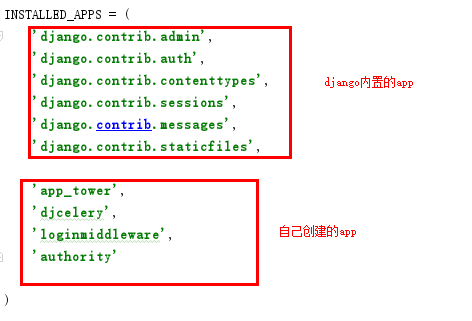 INSTALLED_APPS = (
'django.contrib.admin',
'django.contrib.auth',
'django.contrib.contenttypes',
'django.contrib.sessions',
'django.contrib.messages',
'django.contrib.staticfiles',
django内置的app
'app_tower',
'djcelery',
'loginmiddleware',
'authority'
自己创建的app
)